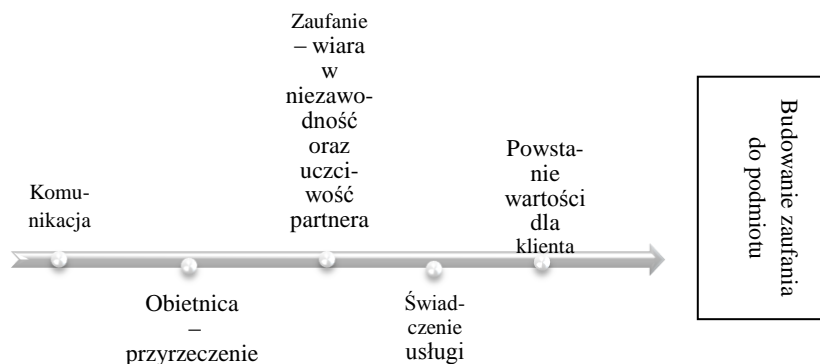 Komu-
nikacja
Obietnica
–
przyrzeczenie
Zaufanie
– wiara
w
niezawo-
dność
oraz
uczci-
wość
partnera
Świad-
czenie
usługi
Powsta-
nie
wartości
dla
klienta
Budowanie zaufania
do podmiotu